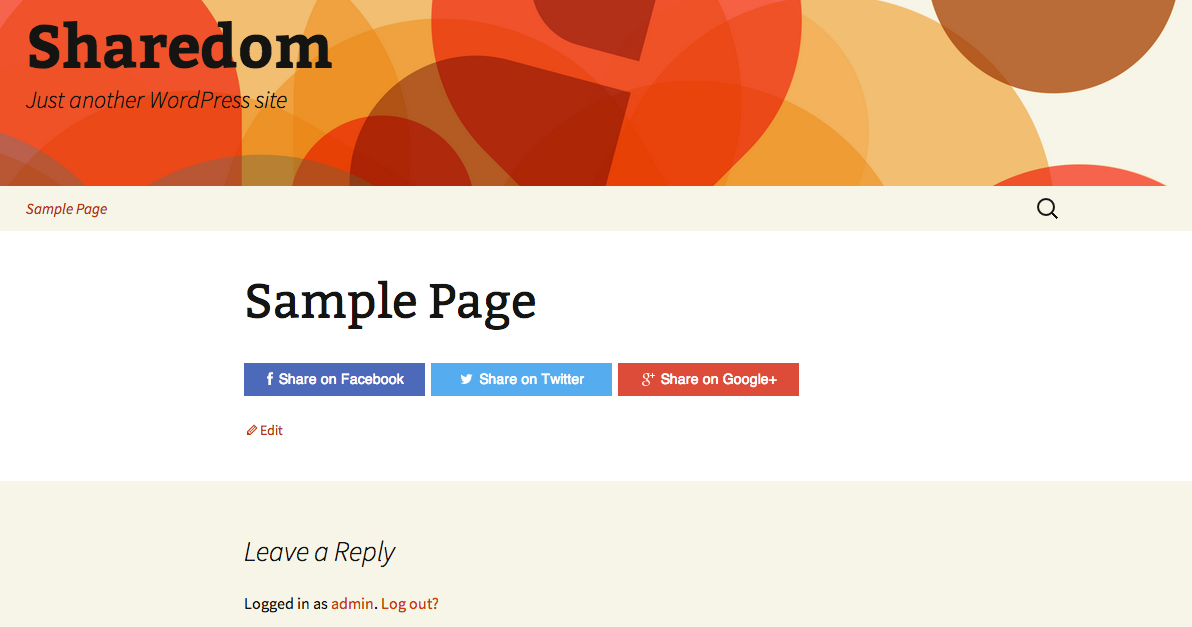 Sharedom
Just another WordPress site
Sample Page
Sample Page
Share on Facebook Share on Twitter Share on Google+
Edit
Leave a Reply
Logged in as admin. Log out?